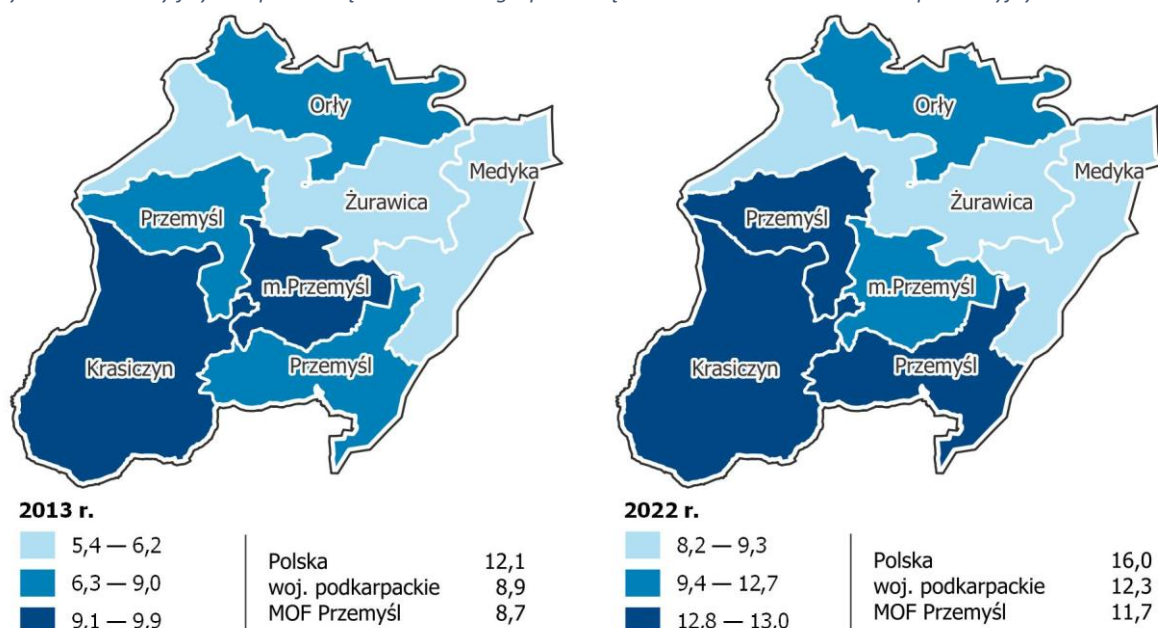 Orły
Medyka
Żurawica
Przemyśl
m.Przemyśl
Krasiczyn
Przemyśl
2013 r.
5,4 — 6,2
6,3 — 9,0
9,1 — 9,9
Polska 12,1
woj. podkarpackie 8,9
MOF Przemyśl 8,7
Orły
Medyka
Żurawica
Przemyśl
m.Przemyśl
Krasiczyn
Przemyśl
2022 r.
8,2 — 9,3
9,4 — 12,7
12,8 — 13,0
Polska 16,0
woj. podkarpackie 12,3
MOF Przemyśl 11,7